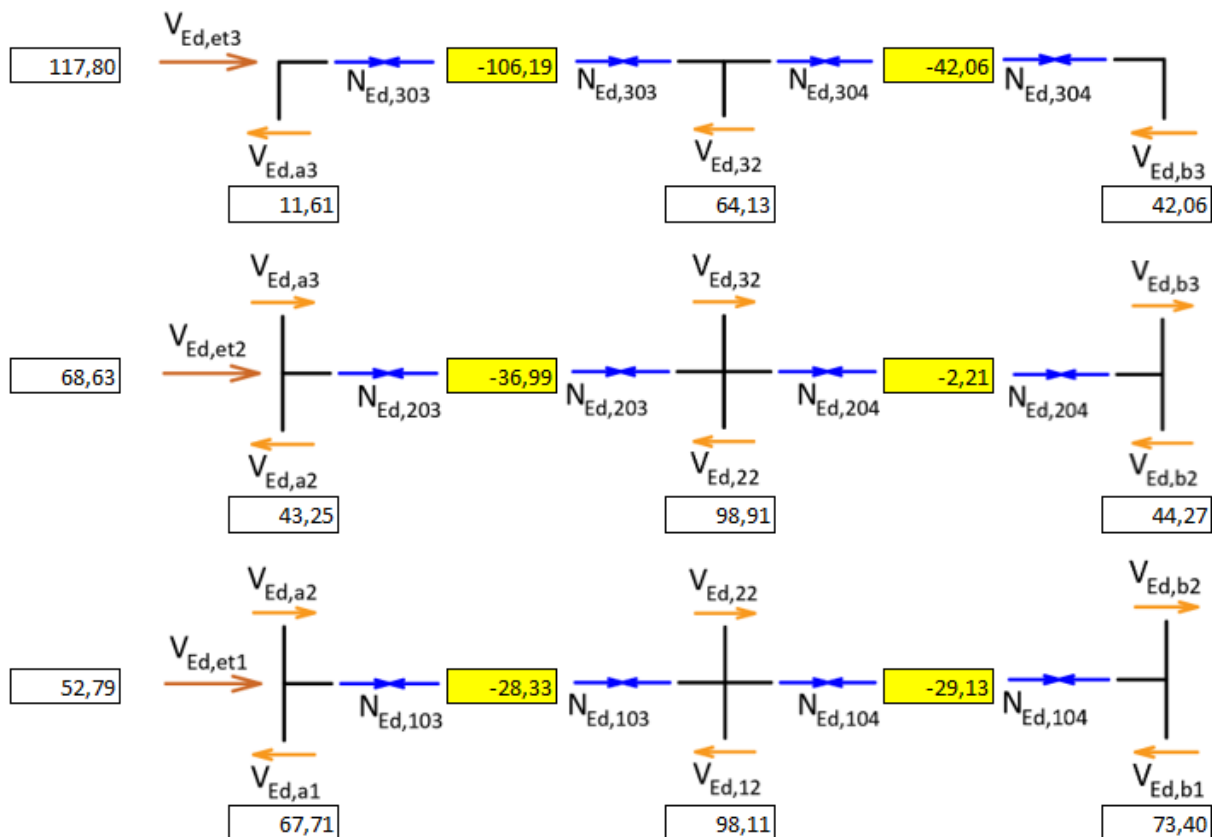 V_Ed,et3
117,80
N_Ed,303
-106,19
N_Ed,303
N_Ed,304
-42,06
N_Ed,304
V_Ed,a3
V_Ed,32
V_Ed,b3
11,61
64,13
42,06
V_Ed,a3
V_Ed,32
V_Ed,b3
V_Ed,et2
68,63
N_Ed,203
-36,99
N_Ed,203
N_Ed,204
-2,21
N_Ed,204
V_Ed,a2
V_Ed,22
V_Ed,b2
43,25
98,91
44,27
V_Ed,a2
V_Ed,22
V_Ed,b2
V_Ed,et1
52,79
N_Ed,103
-28,33
N_Ed,103
N_Ed,104
-29,13
N_Ed,104
V_Ed,a1
V_Ed,12
V_Ed,b1
67,71
98,11
73,40